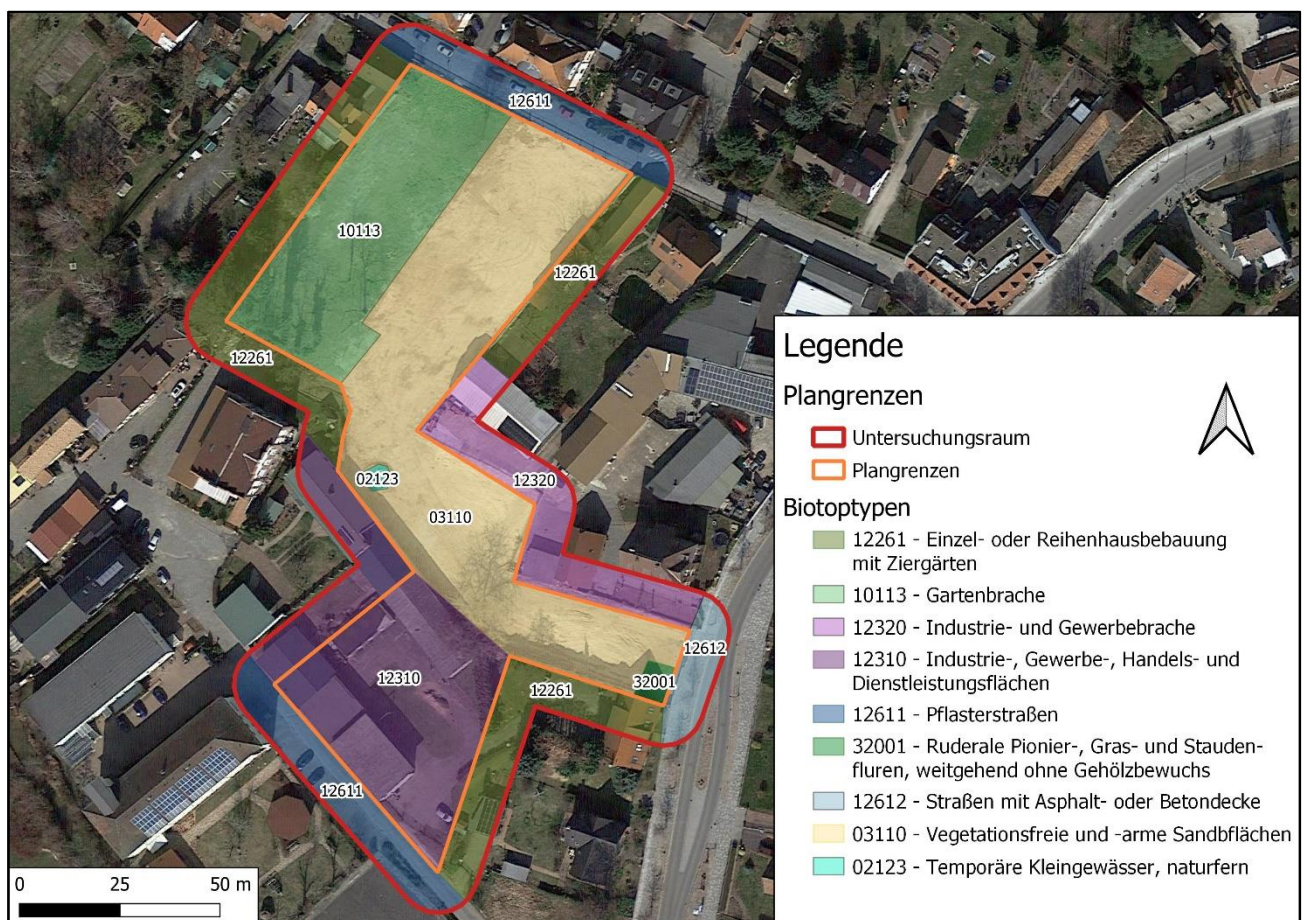 12611
10113
12261
12261
02123
03110
12320
12612
32001
12310
12261
12611
0 25 50 m
Legende
Plangrenzen
Untersuchungsraum
Plangrenzen
Biotoptypen
12261 - Einzel- oder Reihenhausbebauung
mit Ziergärten
10113 - Gartenbrache
12320 - Industrie- und Gewerbebrache
12310 - Industrie-, Gewerbe-, Handels- und
Dienstleistungsflächen
12611 - Pflasterstraßen
32001 - Ruderale Pionier-, Gras- und Stauden-
fluren, weitgehend ohne Gehölzbewuchs
12612 - Straßen mit Asphalt- oder Betondecke
03110 - Vegetationsfreie und -arme Sandbflächen
02123 - Temporäre Kleingewässer, naturfern